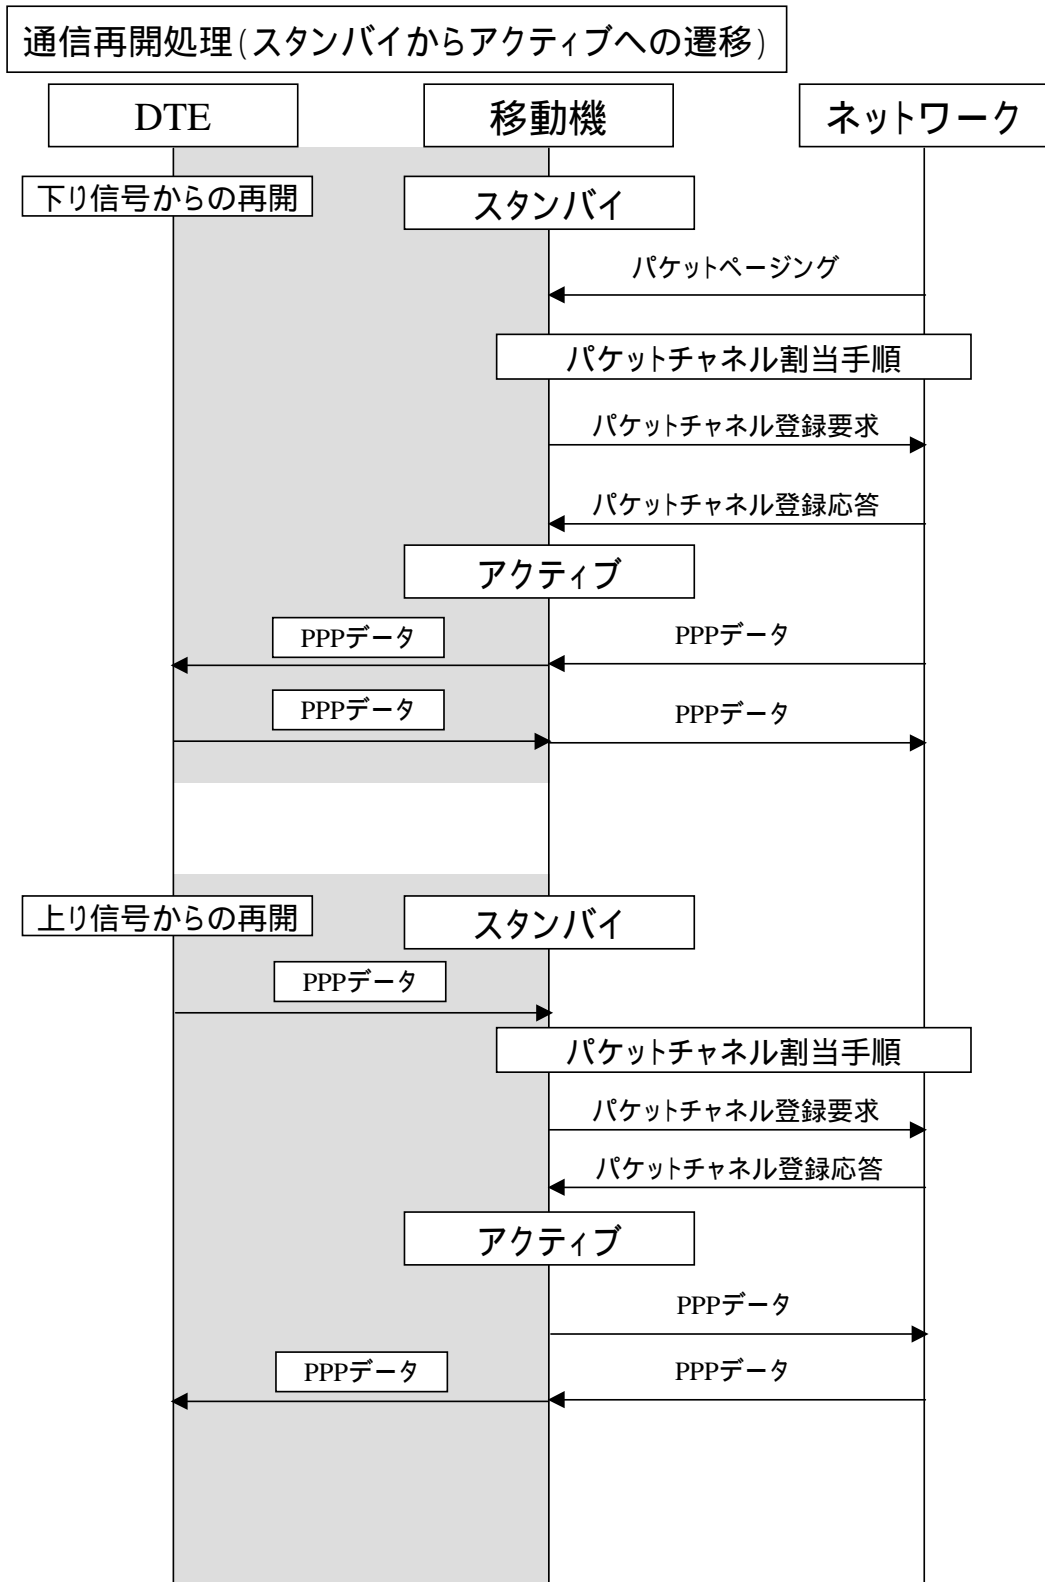 通信再開処理(スタンバイからアクティブへの遷移)
DTE
移動機
ネットワーク
下り信号からの再開
スタンバイ
パケットページング
パケットチャネル割当手順
パケットチャネル登録要求
パケットチャネル登録応答
アクティブ
PPPデータ
PPPデータ
PPPデータ
PPPデータ
上り信号からの再開
スタンバイ
PPPデータ
パケットチャネル割当手順
パケットチャネル登録要求
パケットチャネル登録応答
アクティブ
PPPデータ
PPPデータ
PPPデータ